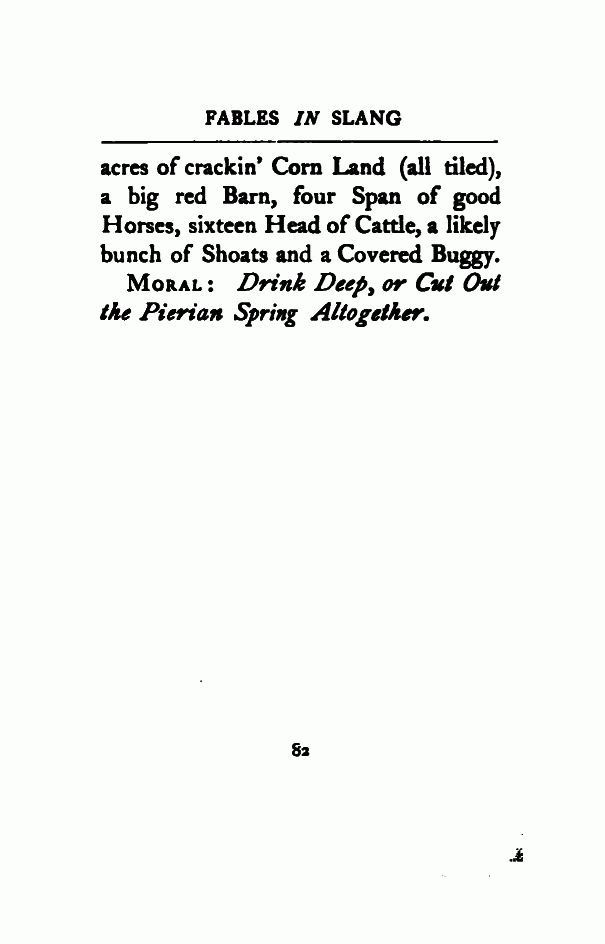 FABLES IN SLANG
acres of crackin' Corn Land (all tiled),
a big red Barn, four Span of good
Horses, sixteen Head of Cattle, a likely
bunch of Shoats and a Covered Buggy.
MORAL: Drink Deep, or Cut Out
the Pierian Spring Altogether.
82